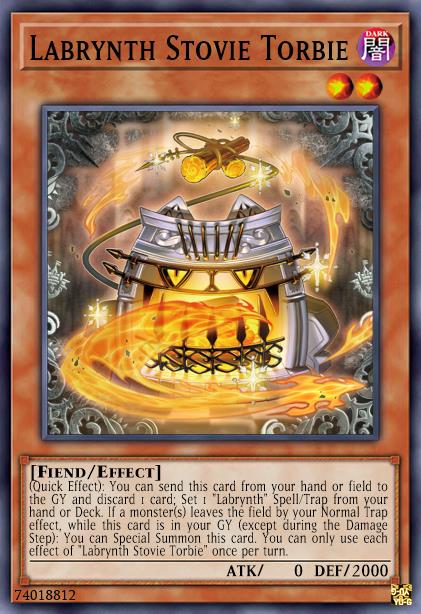 Labrynth Stovie Torbie
DARK
闇
[Fiend/Effect]
(Quick Effect): You can send this card from your hand or field to
the GY and discard 1 card; Set 1 "Labrynth" Spell/Trap from your
hand or Deck. If a monster(s) leaves the field by your Normal Trap
effect, while this card is in your GY (except during the Damage
Step): You can Special Summon this card. You can only use each
effect of "Labrynth Stovie Torbie" once per turn.
ATK/ 0 DEF/2000
74018812